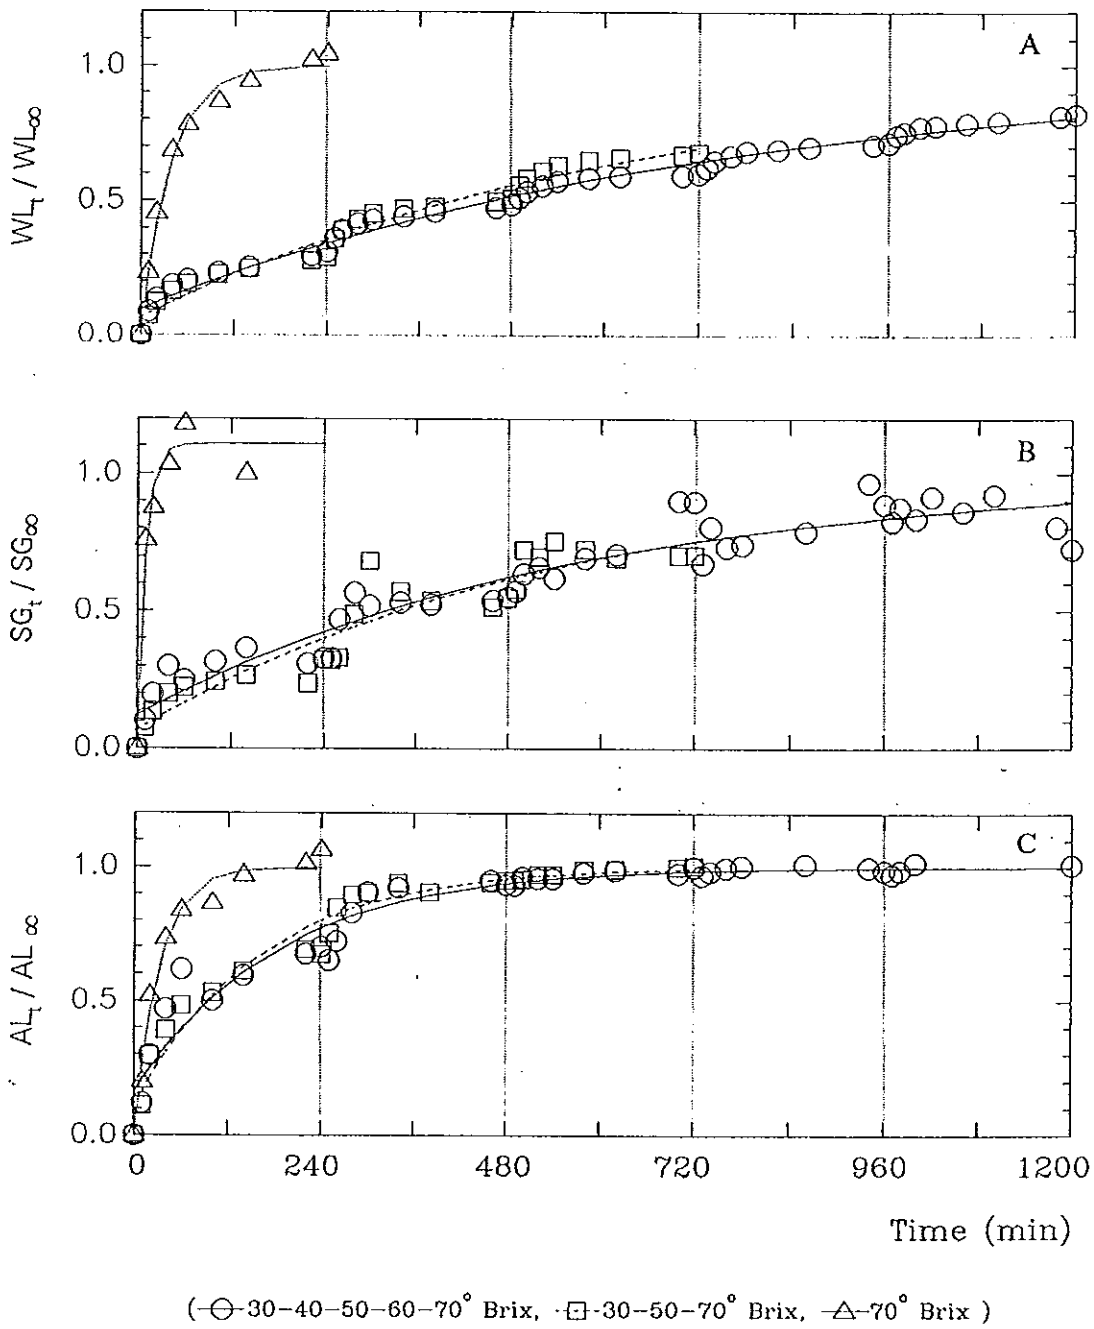 A
1.0
0.5
0.0
WLt / WL∞
B
1.0
0.5
0.0
SGt / SG∞
C
1.0
0.5
0.0
ALt / AL∞
0 240 480 720 960 1200
Time (min)
( 30-40-50-60-70° Brix, 30-50-70° Brix, 70° Brix )